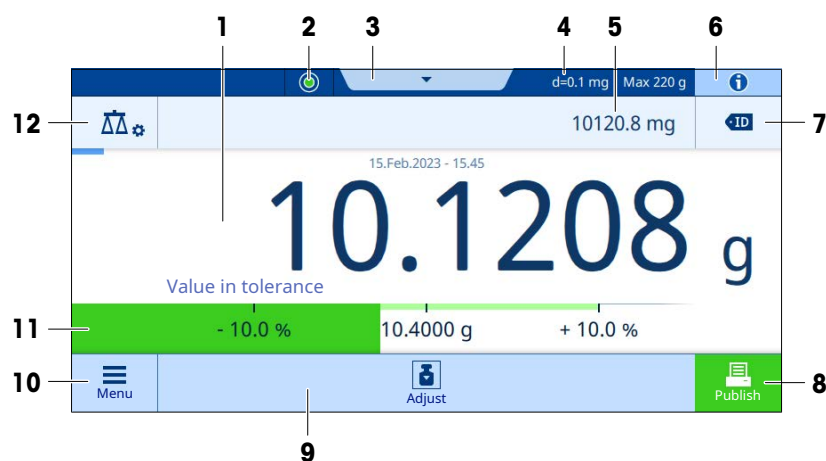 1 2 3 4 5 6
d=0.1 mg Max 220 g
12 10120.8 mg ID 7
15.Feb.2023 - 15.45
10.1208 g
Value in tolerance
11 - 10.0 % 10.4000 g + 10.0 %
10 Menu Adjust Publish 8
9